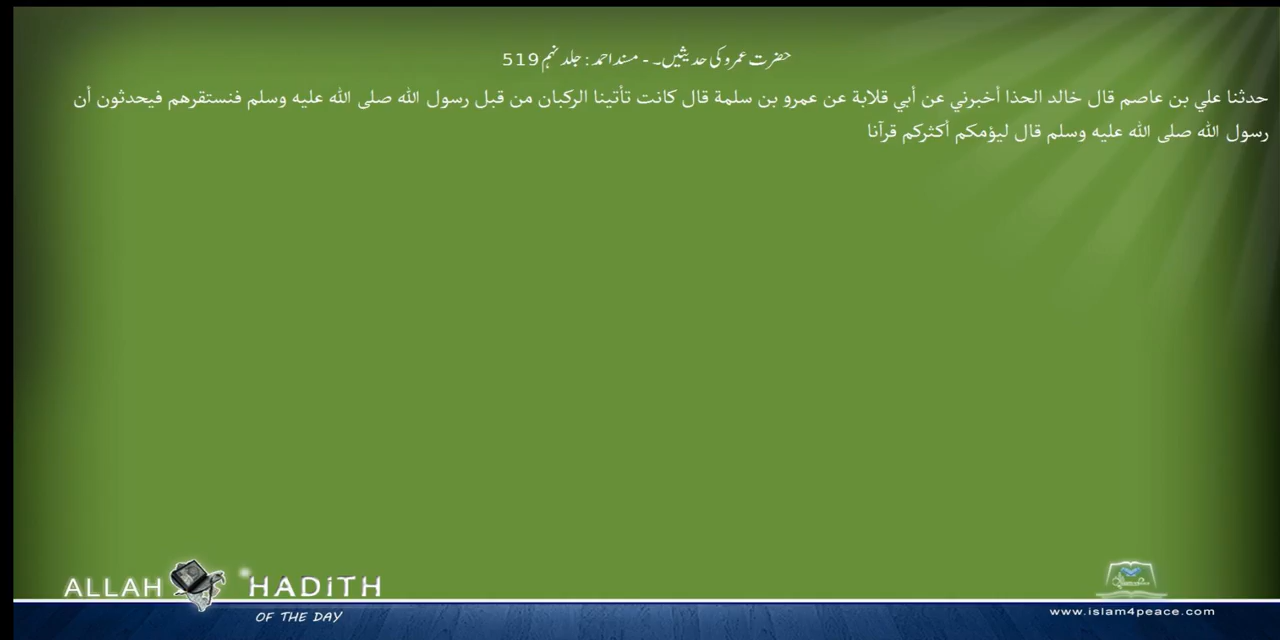 حضرت عمرو کی حدیثیں۔ - مسند احمد : جلد نہم 519
حدثنا علي بن عاصم قال خالد الحذا أخبرني عن أبي قلابة عن عمرو بن سلمة قال كانت تأتينا الركبان من قبل رسول الله صلى الله عليه وسلم فنستقرهم فيحدثون أن
رسول الله صلى الله عليه وسلم قال ليؤمكم أكثركم قرآنا
ALLAH HADITH
OF THE DAY
www.islam4peace.com